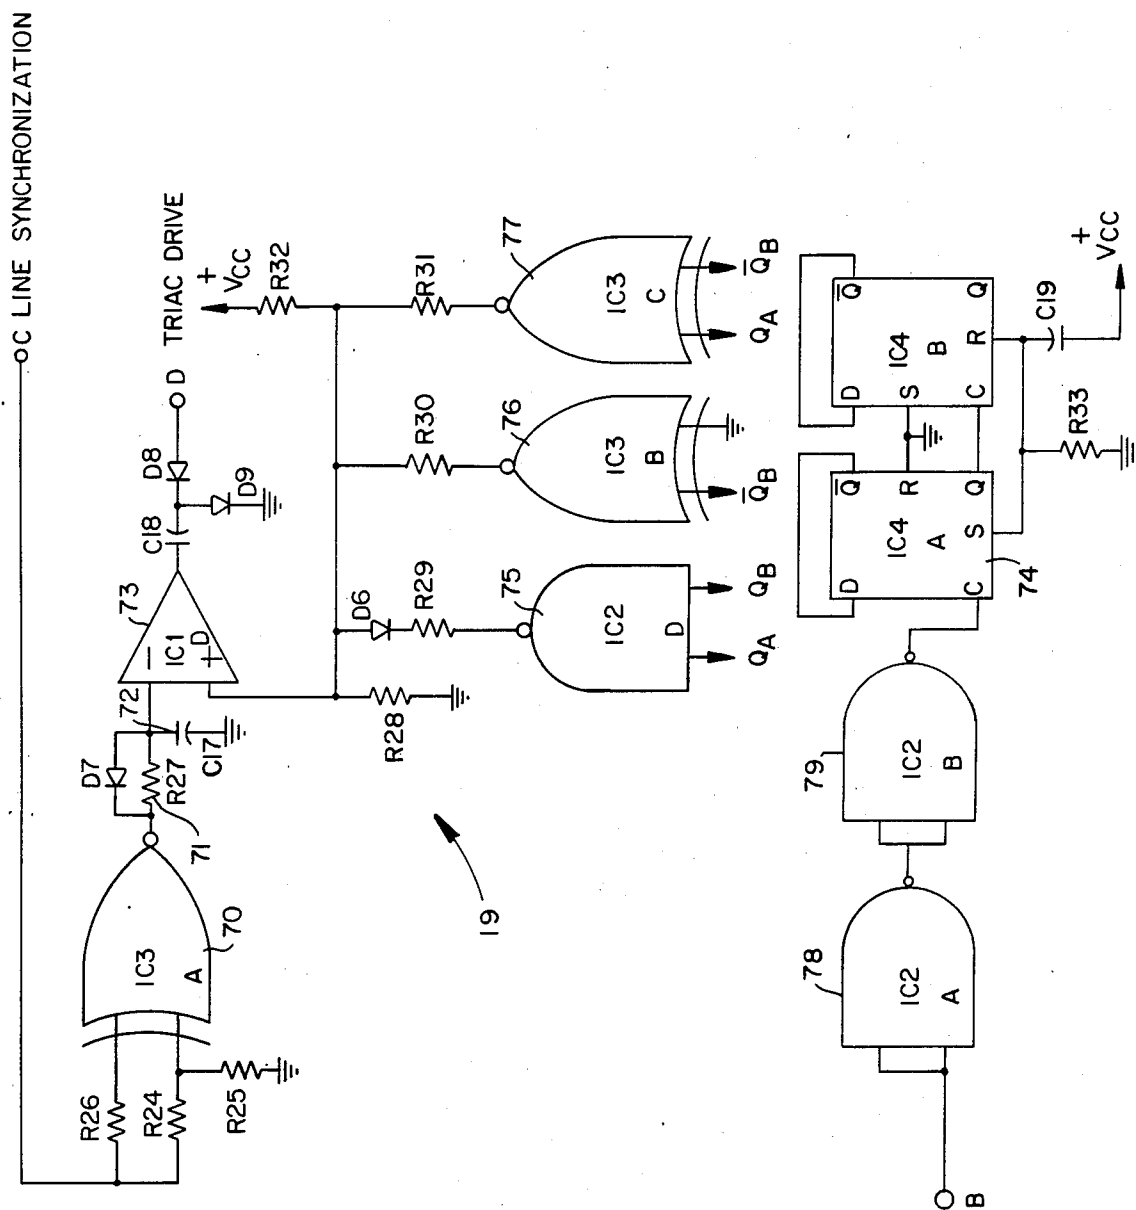 C LINE SYNCHRONIZATION
D TRIAC DRIVE
+
VCC
R32
D8
D9
C18
73
IC1
D
−
+
72
D7
R27
71
C17
70
IC3
A
R26
R24
R25
R28
D6
R29
R30
R31
75
IC2
D
QA
QB
76
IC3
B
Q̅B
77
IC3
C
QA
Q̅B
19
78
IC2
A
B
79
IC2
B
D
Q̅
IC4
A
R
C
S
Q
74
D
Q̅
IC4
B
S
C
R
Q
C19
R33
+
VCC